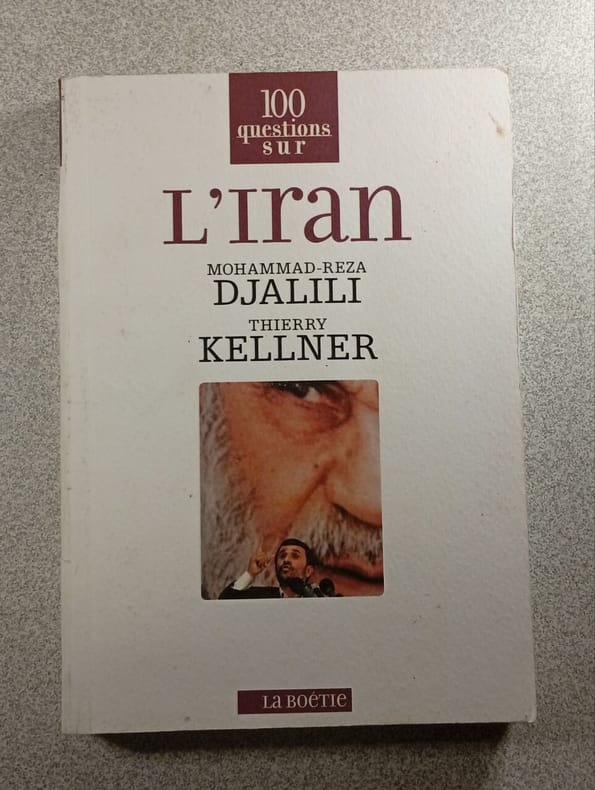 100
questions
sur
L'Iran
MOHAMMAD-REZA
DJALILI
THIERRY
KELLNER
La Boétie